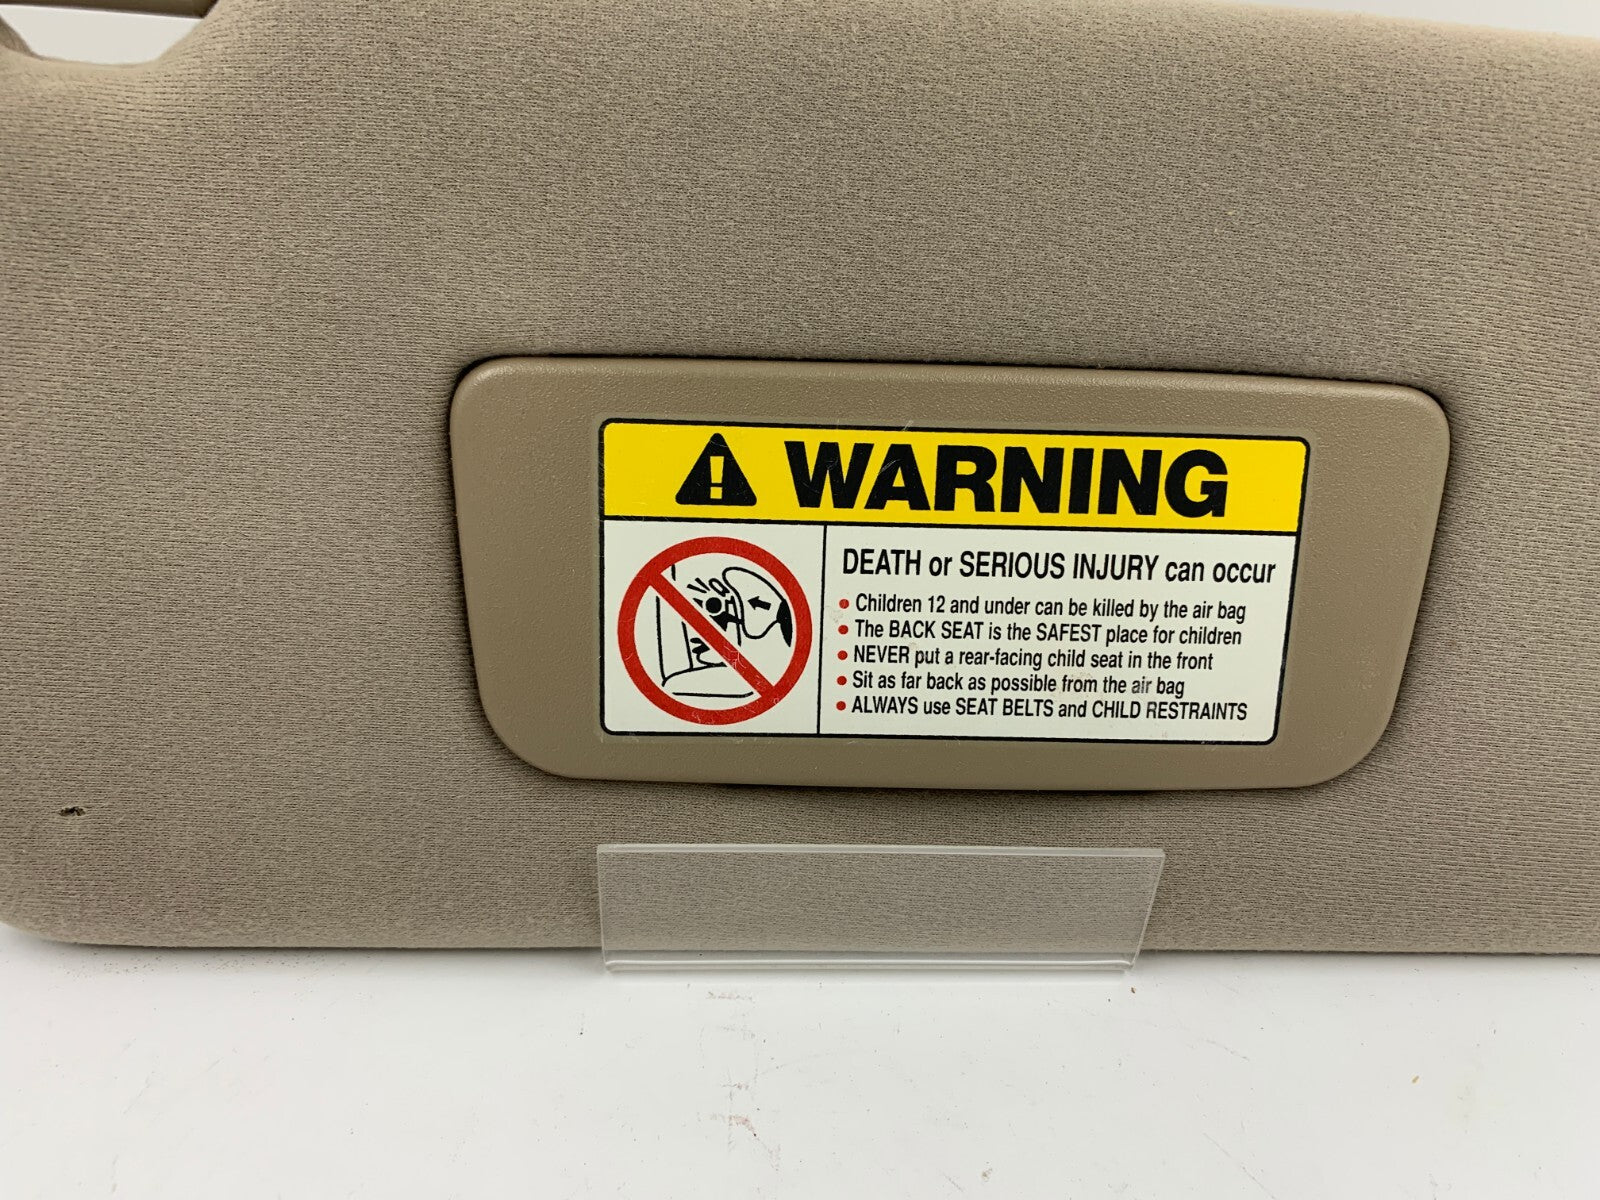 WARNING
DEATH or SERIOUS INJURY can occur
• Children 12 and under can be killed by the air bag
• The BACK SEAT is the SAFEST place for children
• NEVER put a rear-facing child seat in the front
• Sit as far back as possible from the air bag
• ALWAYS use SEAT BELTS and CHILD RESTRAINTS